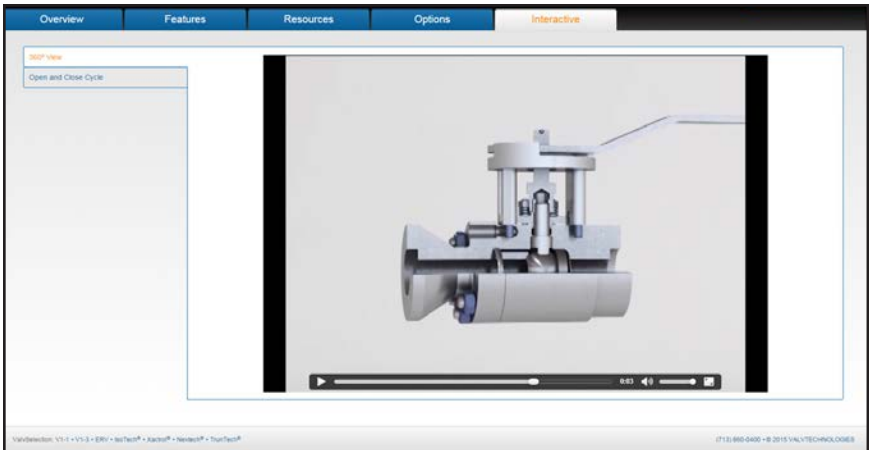 Overview Features Resources Options Interactive
360º View
Open and Close Cycle
0:03
ValvSelection: V1-1 • V1-3 • ERV • IsoTech® • Xactrol® • Nextech® • TrunTech®
(713) 860-0400 • © 2015 VALVTECHNOLOGIES